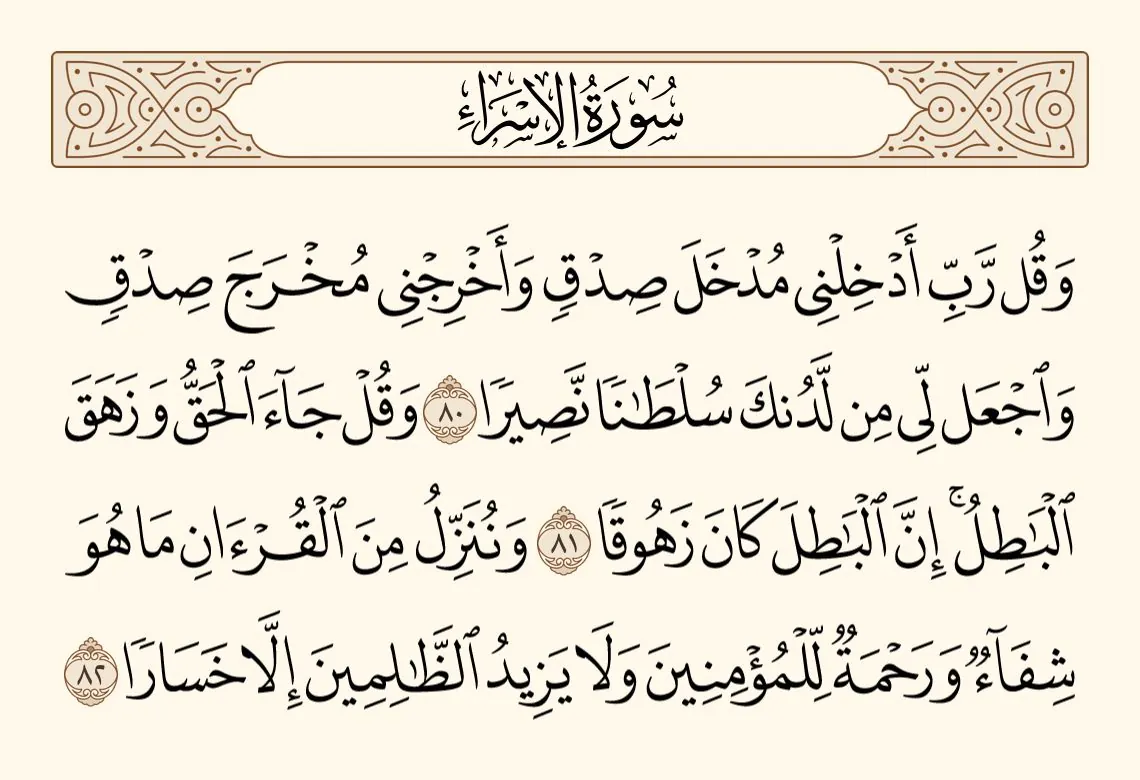 سُورَةُ الإِسْرَاءِ
وَقُل رَّبِّ أَدْخِلْنِي مُدْخَلَ صِدْقٍ وَأَخْرِجْنِي مُخْرَجَ صِدْقٍ
وَٱجْعَل لِّي مِن لَّدُنكَ سُلْطَٰنًا نَّصِيرًا ٨٠ وَقُلْ جَآءَ ٱلْحَقُّ وَزَهَقَ
ٱلْبَٰطِلُ ۚ إِنَّ ٱلْبَٰطِلَ كَانَ زَهُوقًا ٨١ وَنُنَزِّلُ مِنَ ٱلْقُرْءَانِ مَا هُوَ
شِفَآءٌ وَرَحْمَةٌ لِّلْمُؤْمِنِينَ وَلَا يَزِيدُ ٱلظَّٰلِمِينَ إِلَّا خَسَارًا ٨٢